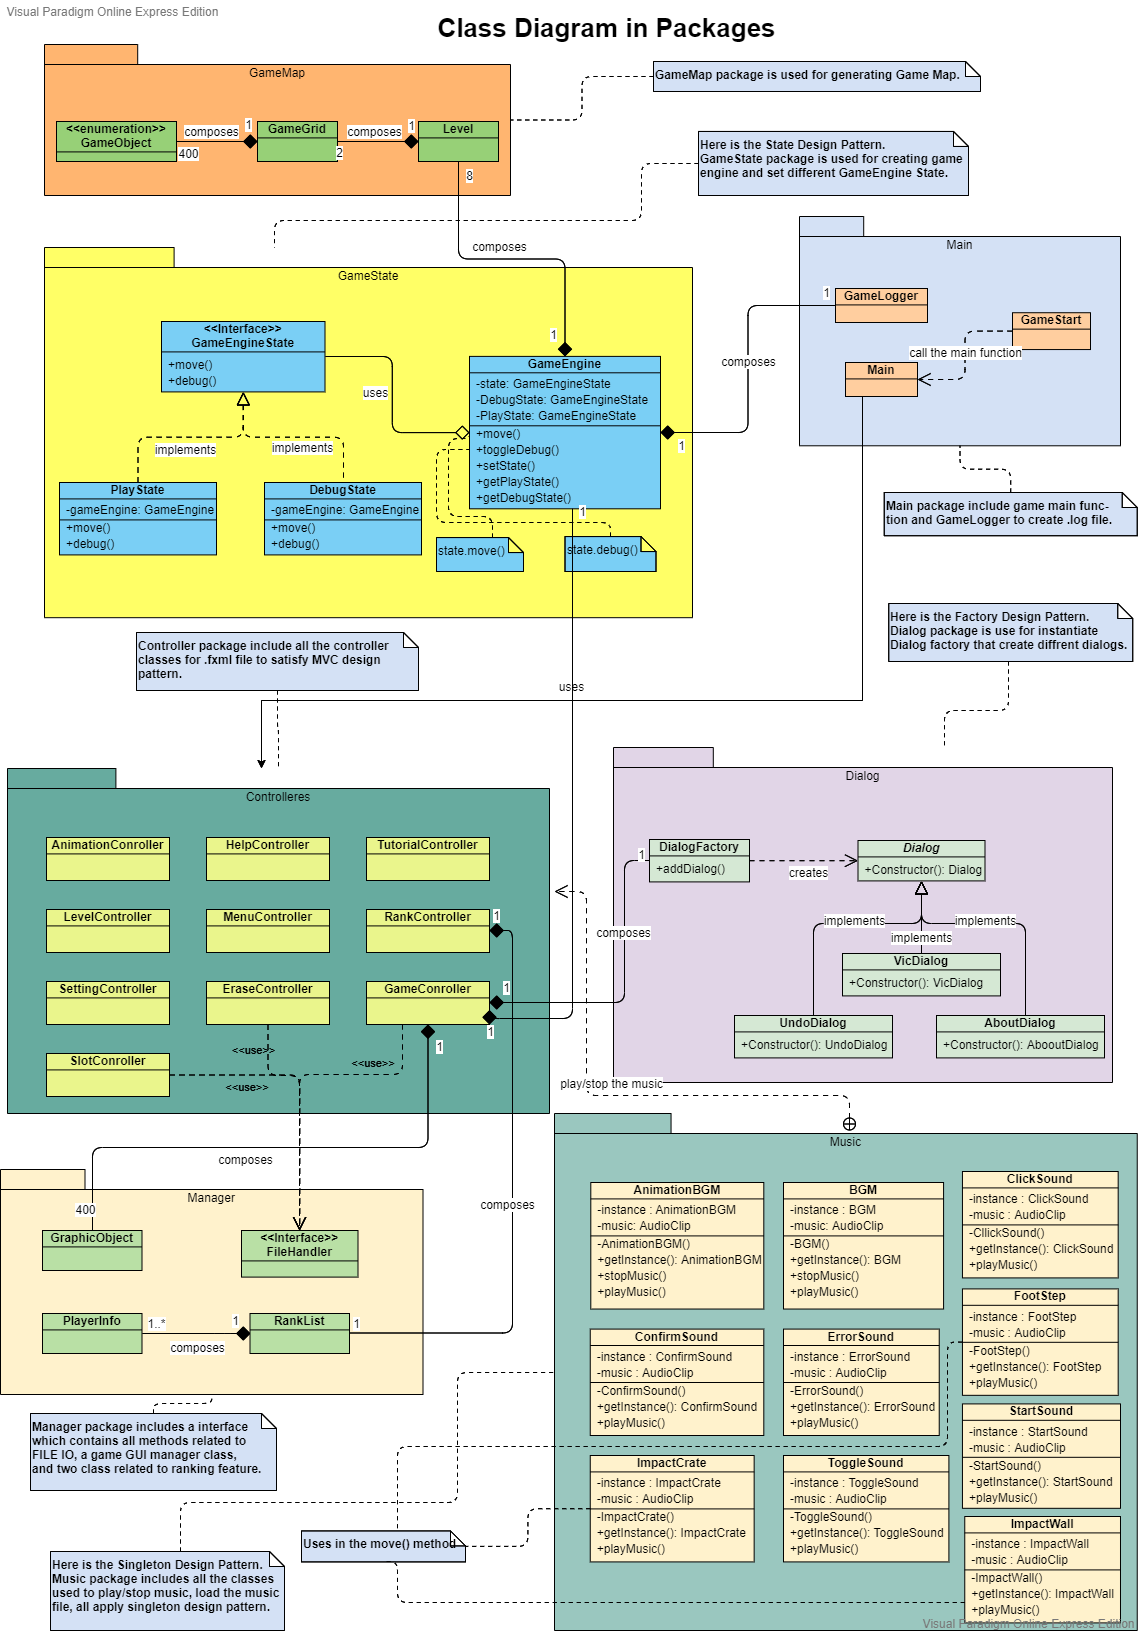 Visual Paradigm Online Express Edition
Class Diagram in Packages
GameMap
GameMap package is used for generating Game Map.
<<enumeration>>
GameObject
composes
1
400
GameGrid
composes
1
2
Level
8
Here is the State Design Pattern.
GameState package is used for creating game
engine and set different GameEngine State.
composes
GameState
<<Interface>>
GameEngineState
+move()
+debug()
uses
1
GameEngine
-state: GameEngineState
-DebugState: GameEngineState
-PlayState: GameEngineState
+move()
+toggleDebug()
+setState()
+getPlayState()
+getDebugState()
1
1
implements
implements
PlayState
-gameEngine: GameEngine
+move()
+debug()
DebugState
-gameEngine: GameEngine
+move()
+debug()
state.move()
state.debug()
Main
1
GameLogger
GameStart
call the main function
Main
composes
Main package include game main func-
tion and GameLogger to create .log file.
Here is the Factory Design Pattern.
Dialog package is use for instantiate
Dialog factory that create diffrent dialogs.
Controller package include all the controller
classes for .fxml file to satisfy MVC design
pattern.
uses
Controlleres
AnimationConroller
HelpController
TutorialController
LevelController
MenuController
RankController
1
SettingController
EraseController
GameConroller
1
1
1
SlotConroller
<<use>>
<<use>>
<<use>>
Dialog
1
DialogFactory
+addDialog()
creates
Dialog
+Constructor(): Dialog
composes
implements
implements
implements
VicDialog
+Constructor(): VicDialog
UndoDialog
+Constructor(): UndoDialog
AboutDialog
+Constructor(): AbooutDialog
play/stop the music
composes
composes
Manager
400
GraphicObject
<<Interface>>
FileHandler
PlayerInfo
1..*
composes
1
RankList
1
Manager package includes a interface
which contains all methods related to
FILE IO, a game GUI manager class,
and two class related to ranking feature.
Here is the Singleton Design Pattern.
Music package includes all the classes
used to play/stop music, load the music
file, all apply singleton design pattern.
Uses in the move() method
Music
AnimationBGM
-instance : AnimationBGM
-music: AudioClip
-AnimationBGM()
+getInstance(): AnimationBGM
+stopMusic()
+playMusic()
BGM
-instance : BGM
-music: AudioClip
-BGM()
+getInstance(): BGM
+stopMusic()
+playMusic()
ClickSound
-instance : ClickSound
-music : AudioClip
-CllickSound()
+getInstance(): ClickSound
+playMusic()
FootStep
-instance : FootStep
-music : AudioClip
-FootStep()
+getInstance(): FootStep
+playMusic()
ConfirmSound
-instance : ConfirmSound
-music : AudioClip
-ConfirmSound()
+getInstance(): ConfirmSound
+playMusic()
ErrorSound
-instance : ErrorSound
-music : AudioClip
-ErrorSound()
+getInstance(): ErrorSound
+playMusic()
StartSound
-instance : StartSound
-music : AudioClip
-StartSound()
+getInstance(): StartSound
+playMusic()
ImpactCrate
-instance : ImpactCrate
-music : AudioClip
-ImpactCrate()
+getInstance(): ImpactCrate
+playMusic()
ToggleSound
-instance : ToggleSound
-music : AudioClip
-ToggleSound()
+getInstance(): ToggleSound
+playMusic()
ImpactWall
-instance : ImpactWall
-music : AudioClip
-ImpactWall()
+getInstance(): ImpactWall
+playMusic()
Visual Paradigm Online Express Edition